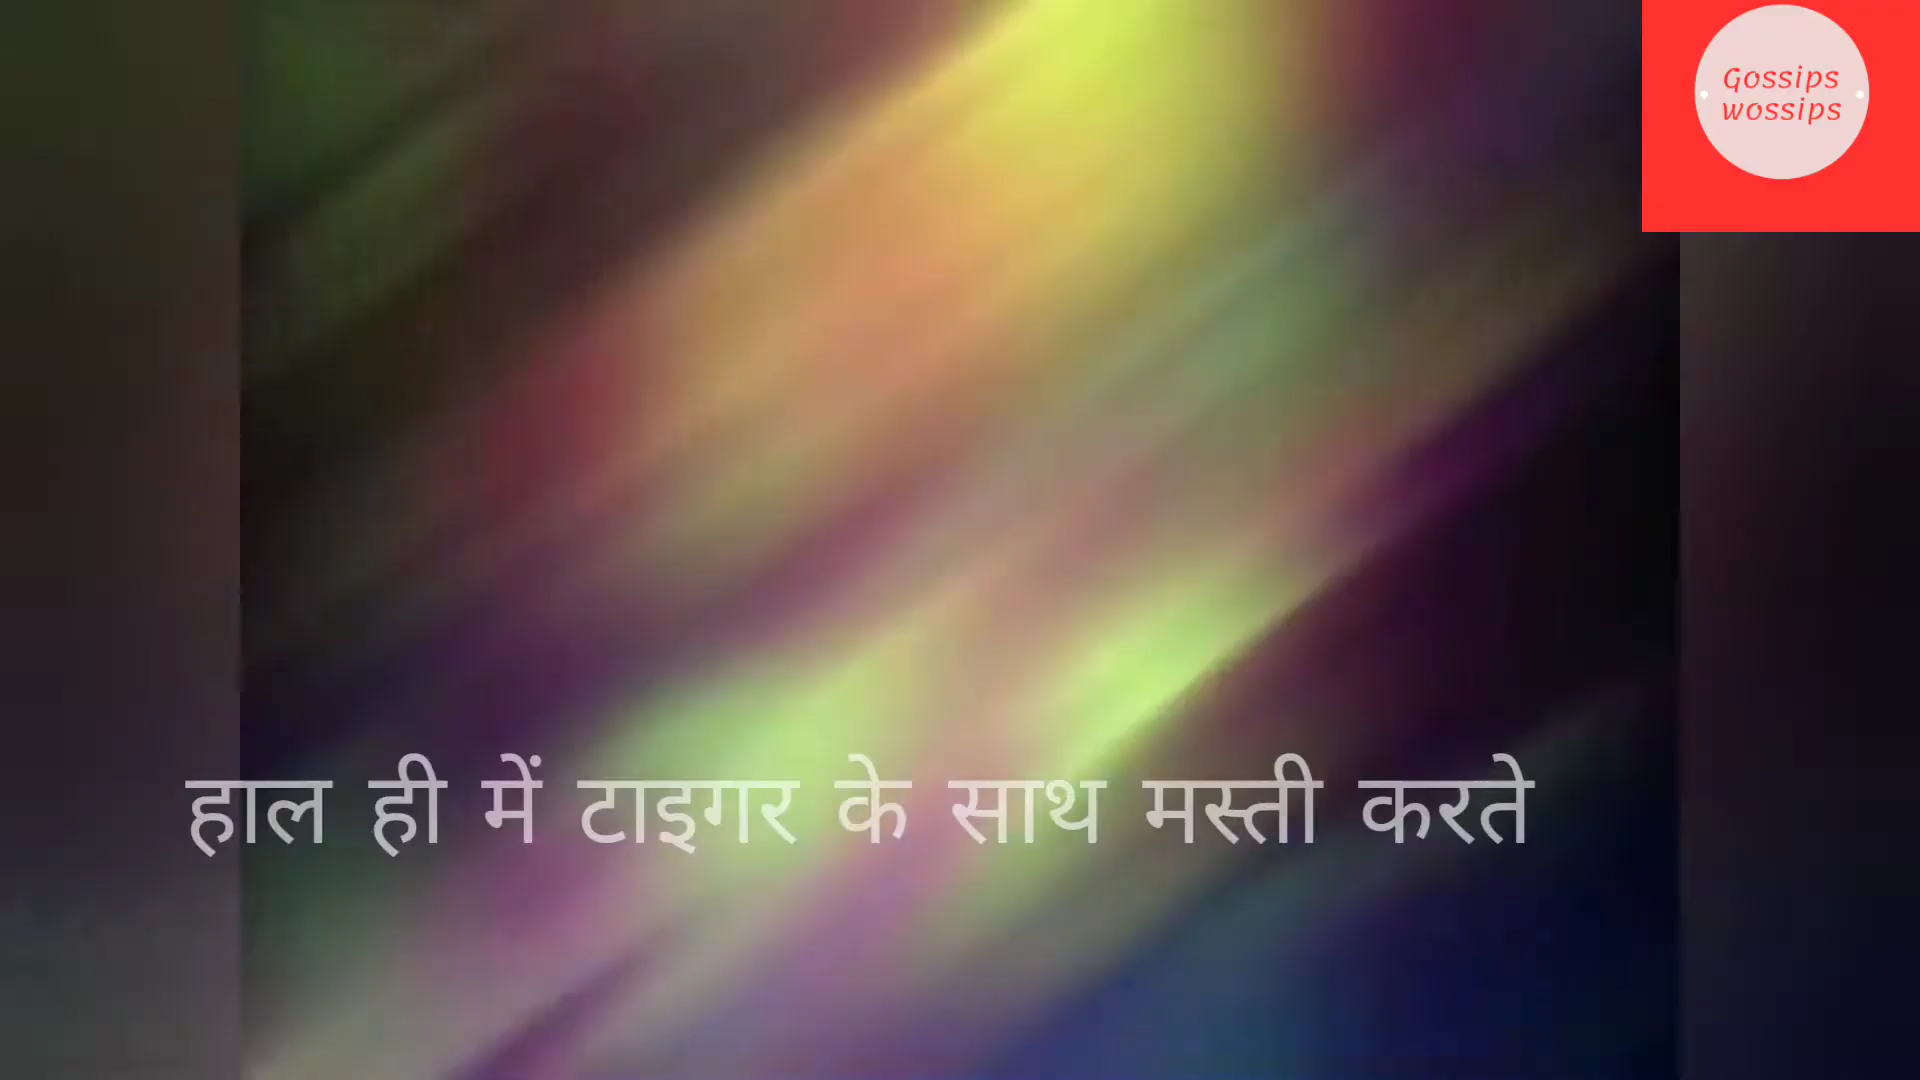 Gossips
wossips
हाल ही में टाइगर के साथ मस्ती करते